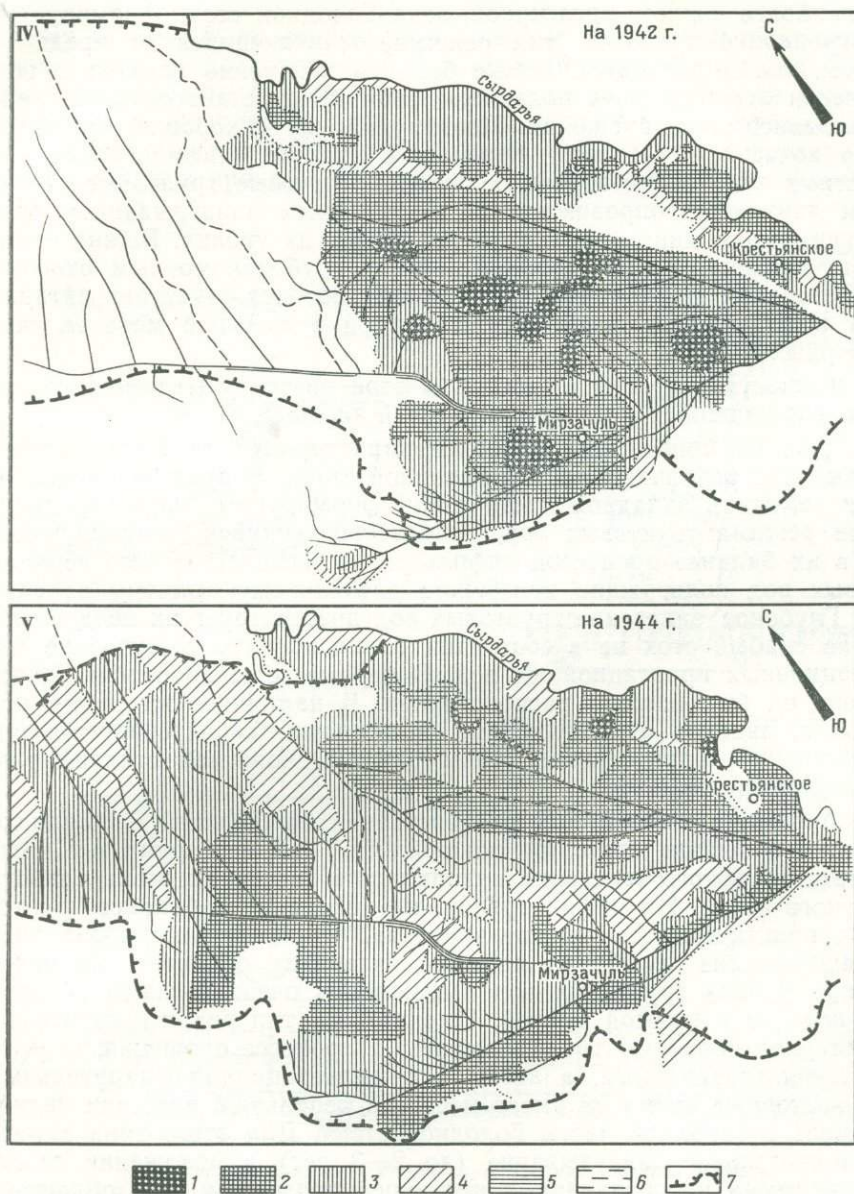 IV
На 1942 г.
С
Ю
Сырдарья
Крестьянское
Мирзачуль
V
На 1944 г.
С
Ю
Сырдарья
Крестьянское
Мирзачуль
1 2 3 4 5 6 7